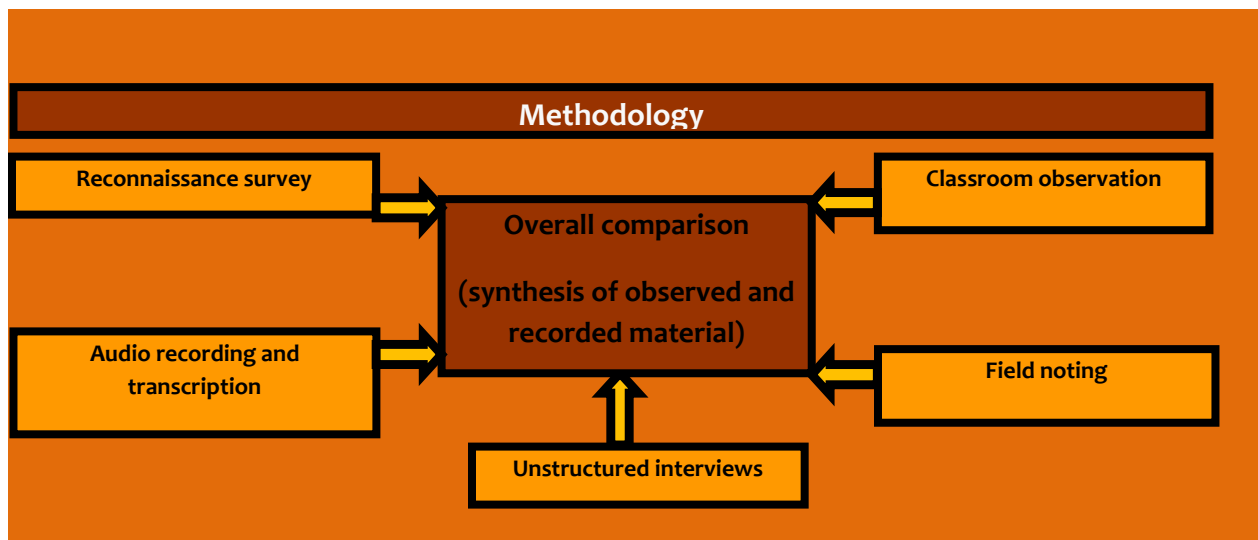 Methodology
Reconnaissance survey
Classroom observation
Overall comparison
(synthesis of observed and
recorded material)
Audio recording and
transcription
Field noting
Unstructured interviews